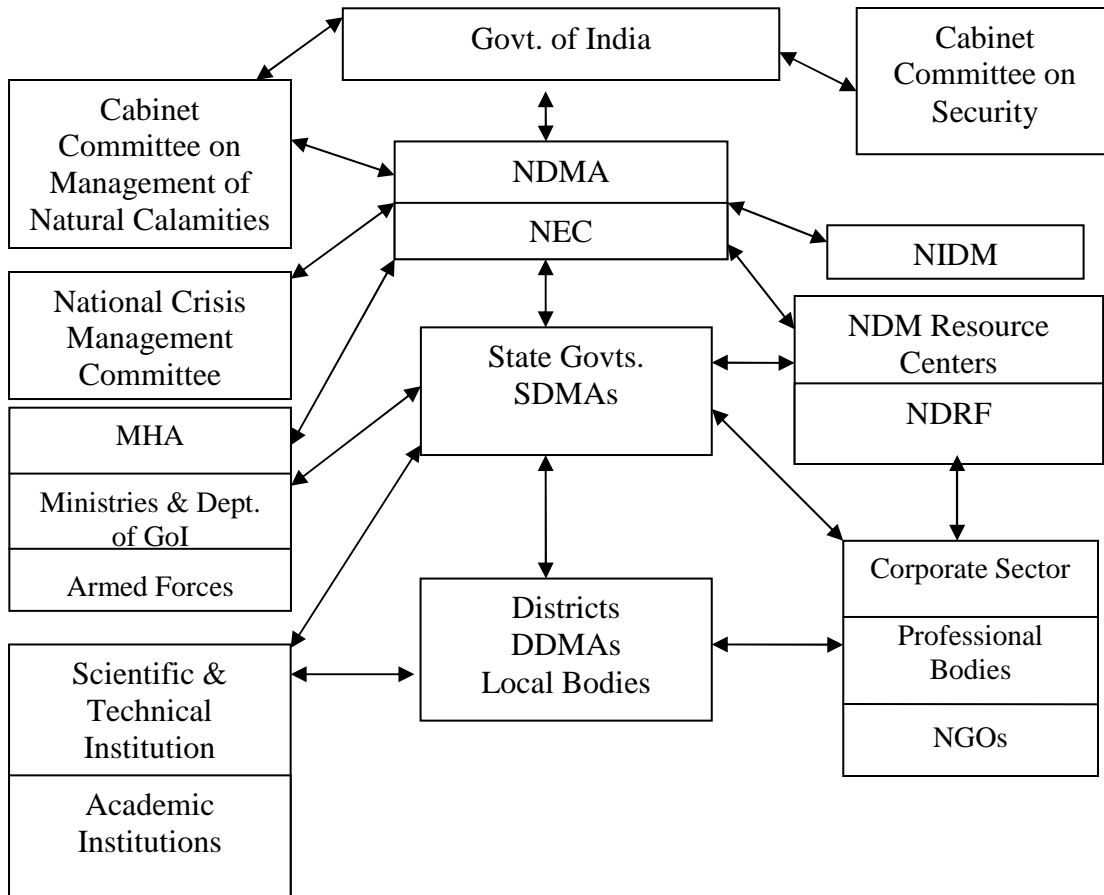 Govt. of India
Cabinet
Committee on
Security
Cabinet
Committee on
Management of
Natural Calamities
NDMA
NEC
NIDM
National Crisis
Management
Committee
NDM Resource
Centers
NDRF
State Govts.
SDMAs
MHA
Ministries & Dept.
of GoI
Armed Forces
Corporate Sector
Professional
Bodies
NGOs
Districts
DDMAs
Local Bodies
Scientific &
Technical
Institution
Academic
Institutions